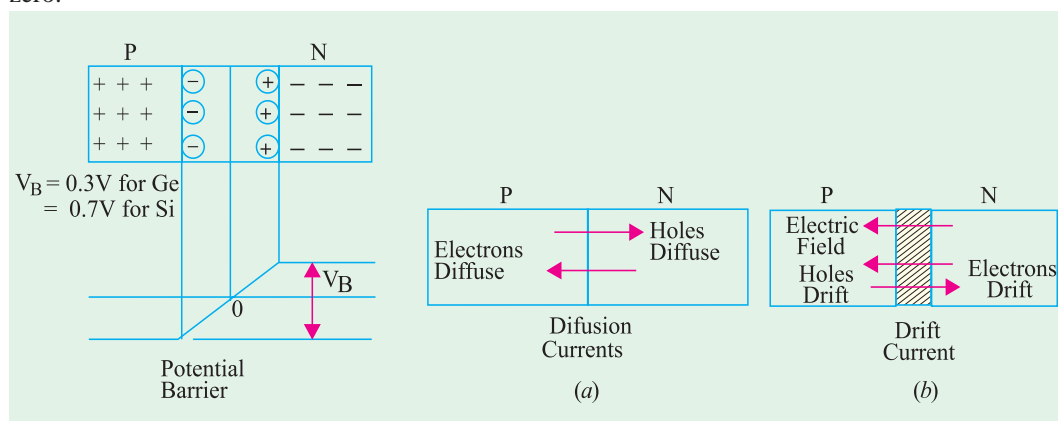 zero.
P
N
+ + +
− + − − −
+ + +
− + − − −
+ + +
− + − − −
V_B = 0.3V for Ge
= 0.7V for Si
V_B
0
Potential
Barrier
P
N
Electrons
Diffuse
Holes
Diffuse
Difusion
Currents
(a)
P
N
Electric
Field
Holes
Drift
Electrons
Drift
Drift
Current
(b)